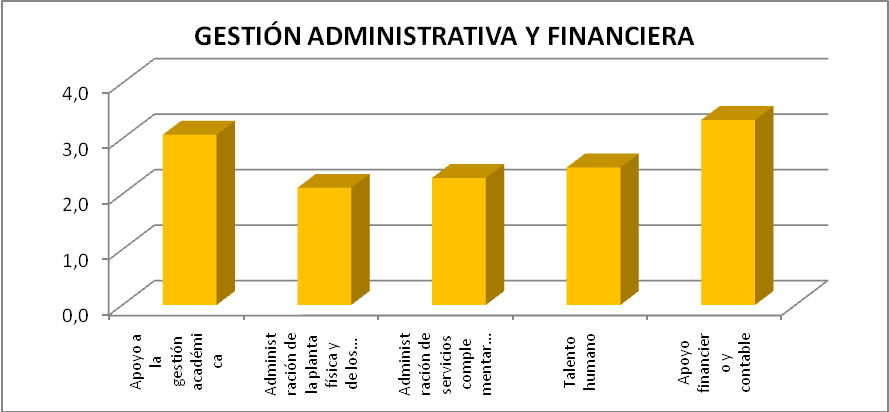 GESTIÓN ADMINISTRATIVA Y FINANCIERA
4,0
3,0
2,0
1,0
0,0
Apoyo a
la
gestión
académi
ca
Administ
ración de
la planta
física y
de los...
Administ
ración de
servicios
comple
mentar...
Talento
humano
Apoyo
financier
o y
contable